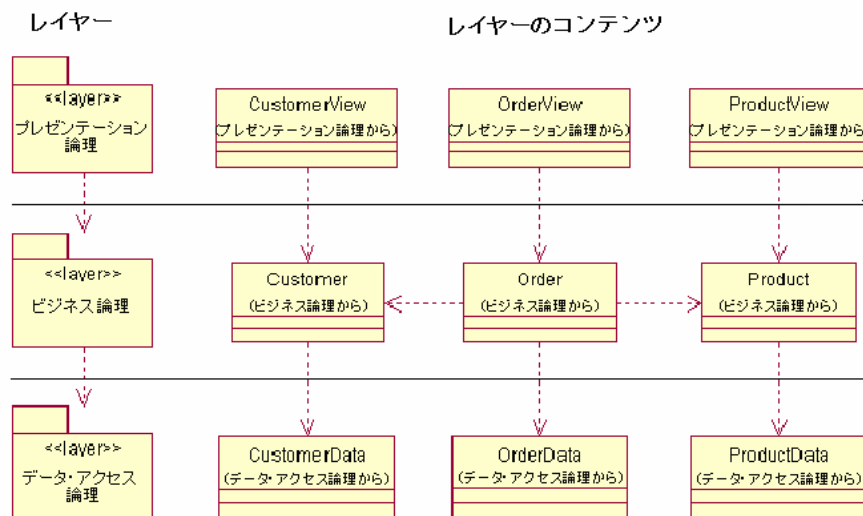 レイヤー
レイヤーのコンテンツ
<<layer>>
プレゼンテーション
論理
CustomerView
(プレゼンテーション論理から)
OrderView
(プレゼンテーション論理から)
ProductView
(プレゼンテーション論理から)
<<layer>>
ビジネス論理
Customer
(ビジネス論理から)
Order
(ビジネス論理から)
Product
(ビジネス論理から)
<<layer>>
データ・アクセス
論理
CustomerData
(データ・アクセス論理から)
OrderData
(データ・アクセス論理から)
ProductData
(データ・アクセス論理から)